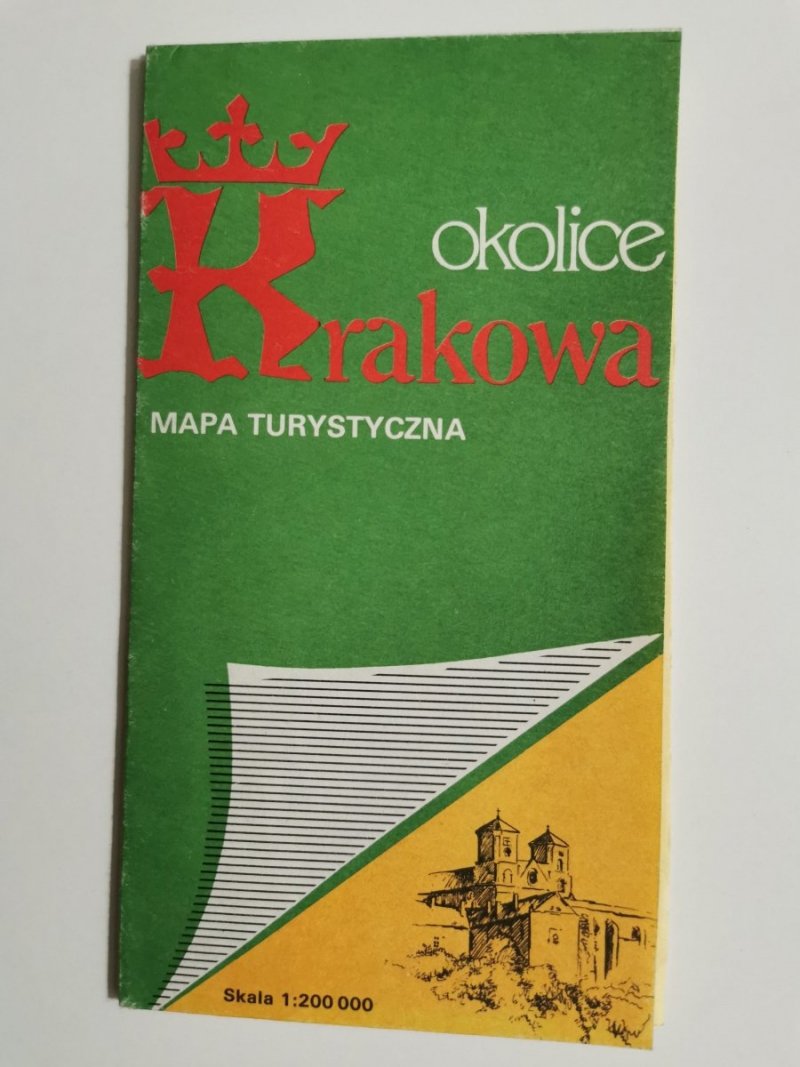 okolice
Krakowa
MAPA TURYSTYCZNA
Skala 1:200 000